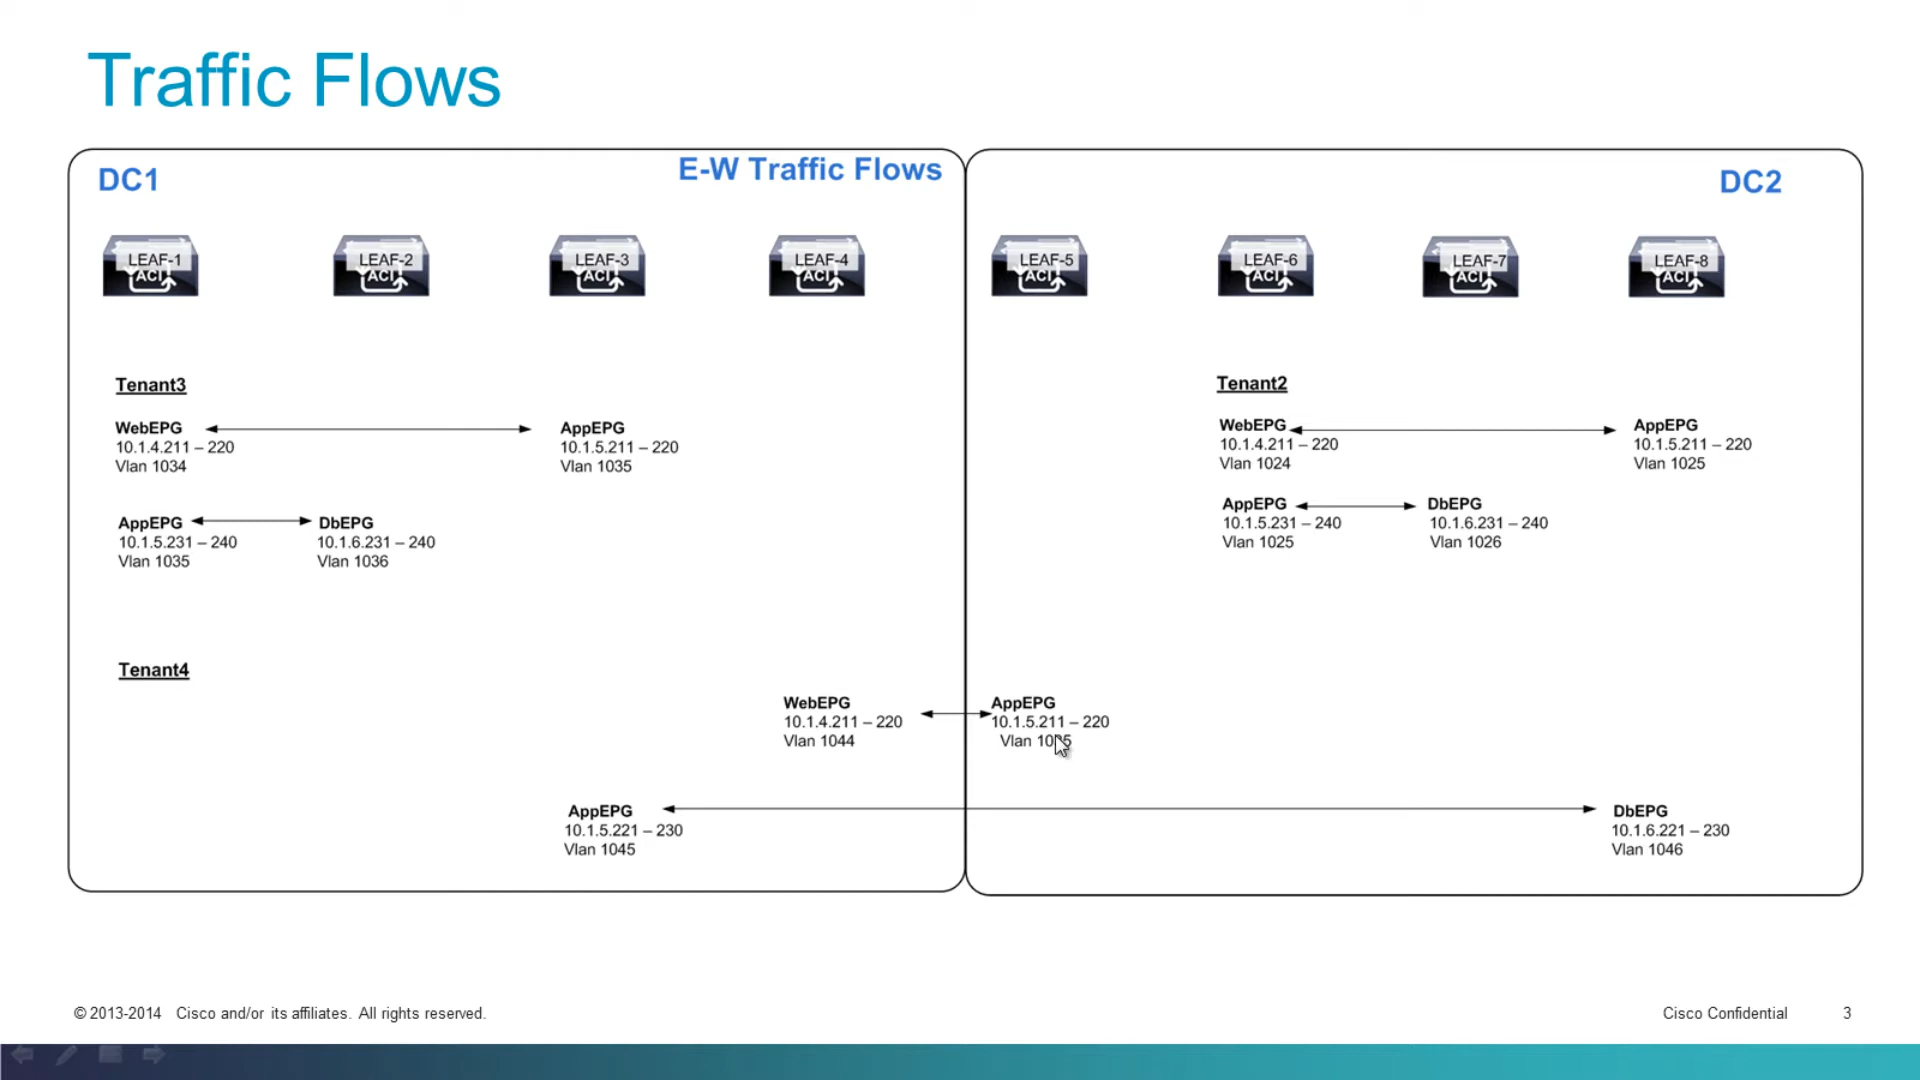 Traffic Flows
DC1
E-W Traffic Flows
DC2
LEAF-1
ACI
LEAF-2
ACI
LEAF-3
ACI
LEAF-4
ACI
LEAF-5
ACI
LEAF-6
ACI
LEAF-7
ACI
LEAF-8
ACI
Tenant3
WebEPG
10.1.4.211 – 220
Vlan 1034
AppEPG
10.1.5.211 – 220
Vlan 1035
AppEPG
10.1.5.231 – 240
Vlan 1035
DbEPG
10.1.6.231 – 240
Vlan 1036
Tenant2
WebEPG
10.1.4.211 – 220
Vlan 1024
AppEPG
10.1.5.211 – 220
Vlan 1025
AppEPG
10.1.5.231 – 240
Vlan 1025
DbEPG
10.1.6.231 – 240
Vlan 1026
Tenant4
WebEPG
10.1.4.211 – 220
Vlan 1044
AppEPG
10.1.5.211 – 220
Vlan
AppEPG
10.1.5.221 – 230
Vlan 1045
DbEPG
10.1.6.221 – 230
Vlan 1046
© 2013-2014 Cisco and/or its affiliates. All rights reserved.
Cisco Confidential
3